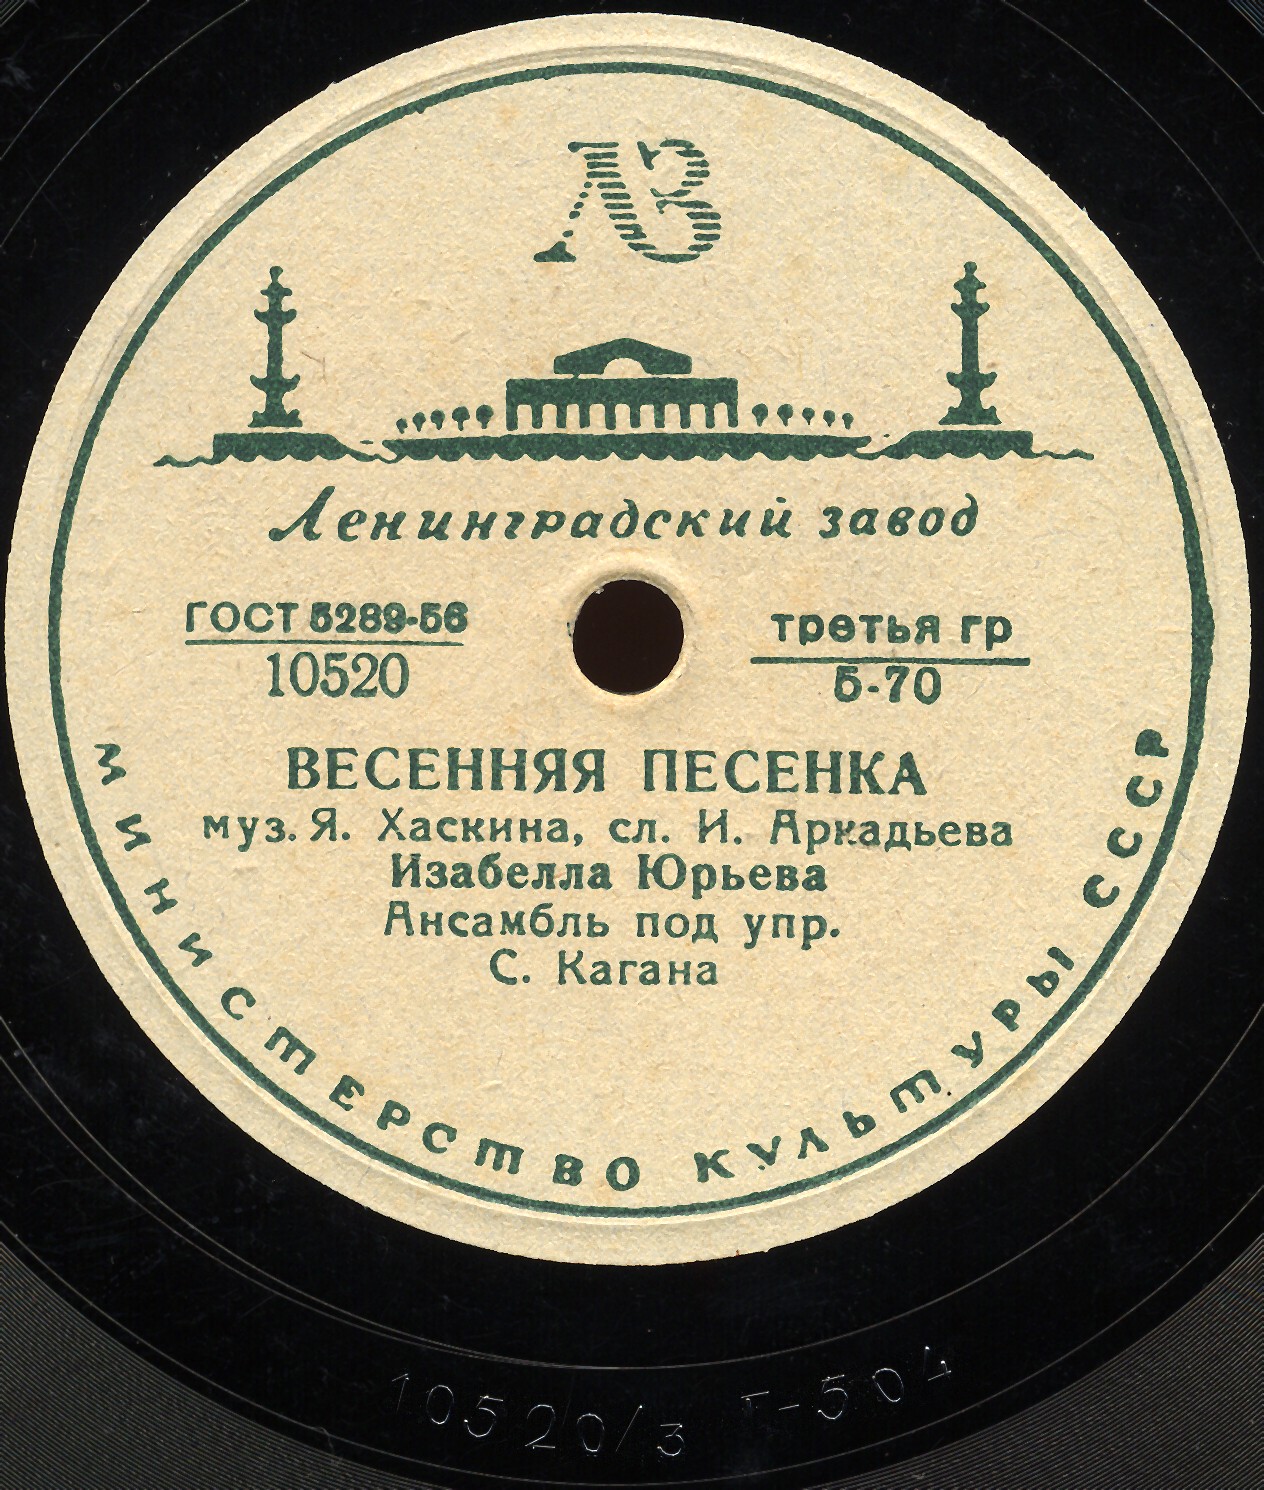 ЛЗ
Ленинградский завод
ГОСТ 5289-56
10520
третья гр
5-70
ВЕСЕННЯЯ ПЕСЕНКА
муз. Я. Хаскина, сл. И. Аркадьева
Изабелла Юрьева
Ансамбль под упр.
С. Кагана
МИНИСТЕРСТВО КУЛЬТУРЫ СССР
10520/3 Т-504